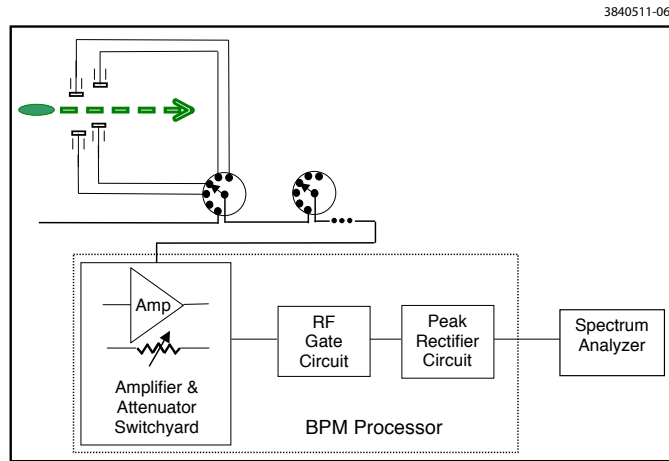 3840511-06
Amp
Amplifier &
Attenuator
Switchyard
RF
Gate
Circuit
Peak
Rectifier
Circuit
Spectrum
Analyzer
BPM Processor